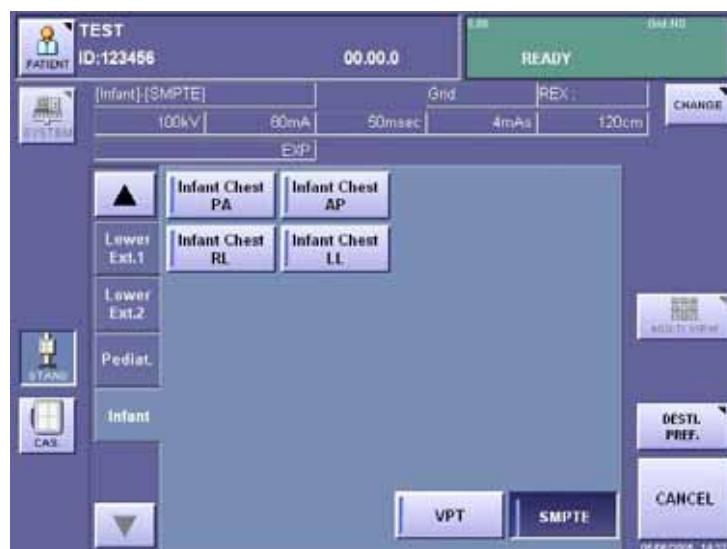 TEST
PATIENT ID:123456 00.00.0 READY
SYSTEM [Infant]-[SMPTE] Grid: REX: CHANGE
100kV 80mA 50msec 4mAs 120cm
EXP
▲ Infant Chest PA
Infant Chest AP
Lower Ext.1
Infant Chest RL
Infant Chest LL
Lower Ext.2
MULTI VIEW
STAND
Pediat.
CAS.
Infant
DESTI. PREF.
▼
VPT
SMPTE
CANCEL